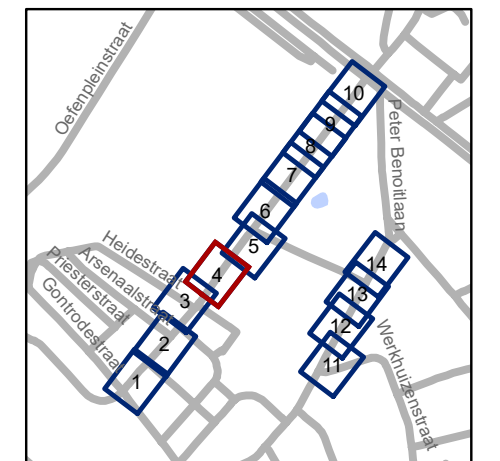 Oefenpleinstraat
10
Peter Benoitlaan
9
8
7
6
5
Heidestraat
Arsenaalstraat
Priesterstraat
Gontrodestraat
4
3
2
1
14
13
12
11
Werkhuizenstraat